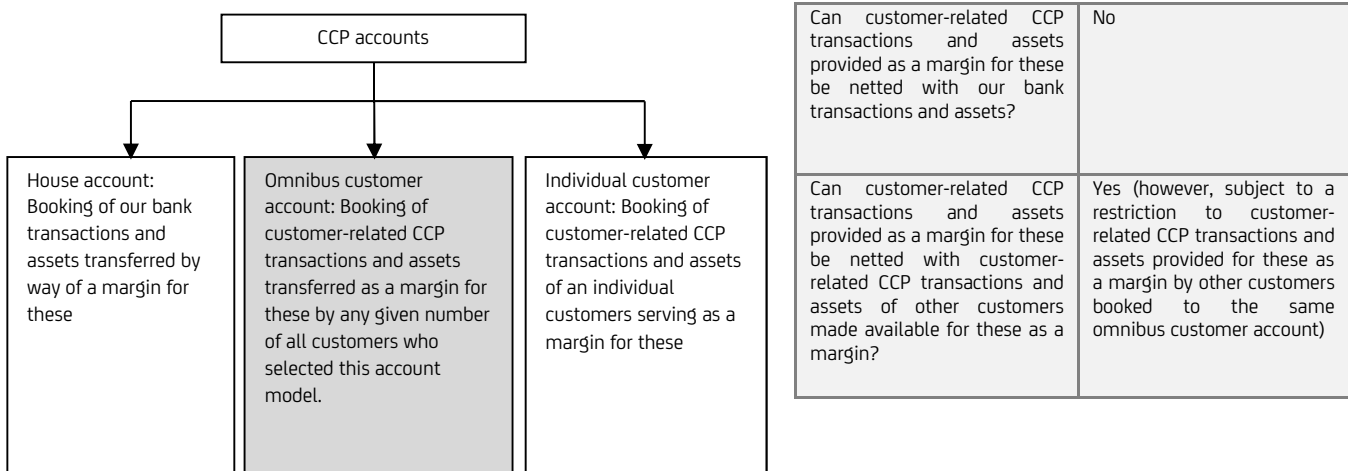 CCP accounts
House account:
Booking of our bank
transactions and
assets transferred by
way of a margin for
these
Omnibus customer
account: Booking of
customer-related CCP
transactions and assets
transferred as a margin for
these by any given number
of all customers who
selected this account
model.
Individual customer
account: Booking of
customer-related CCP
transactions and assets
of an individual
customers serving as a
margin for these
Can customer-related CCP
transactions and assets
provided as a margin for these
be netted with our bank
transactions and assets?
No
Can customer-related CCP
transactions and assets
provided as a margin for these
be netted with customer-
related CCP transactions and
assets of other customers
made available for these as a
margin?
Yes (however, subject to a
restriction to customer-
related CCP transactions and
assets provided for these as
a margin by other customers
booked to the same
omnibus customer account)